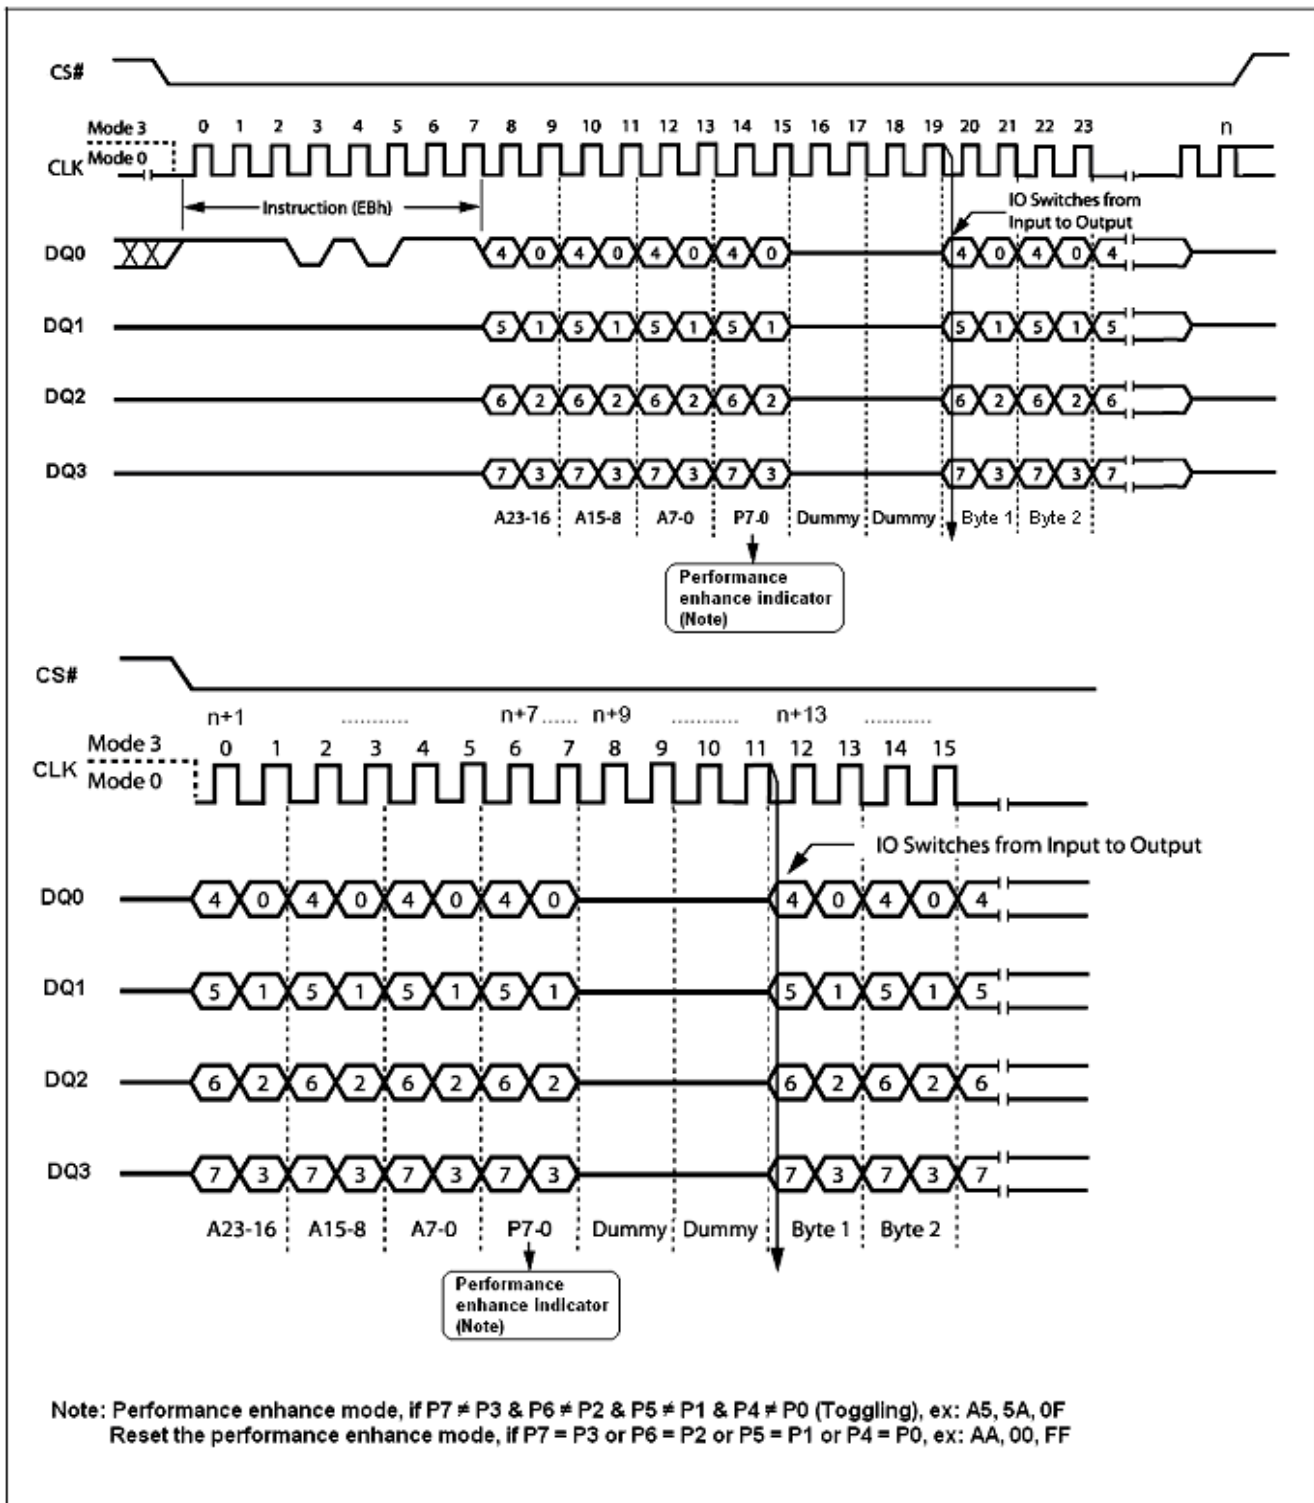 CS#
Mode 3
0 1 2 3 4 5 6 7 8 9 10 11 12 13 14 15 16 17 18 19 20 21 22 23 n
CLK Mode 0
Instruction (EBh)
IO Switches from
Input to Output
DQ0 4 0 4 0 4 0 4 0 4 0 4 0 4
DQ1 5 1 5 1 5 1 5 1 5 1 5 1 5
DQ2 6 2 6 2 6 2 6 2 6 2 6 2 6
DQ3 7 3 7 3 7 3 7 3 7 3 7 3 7
A23-16 A15-8 A7-0 P7-0 Dummy Dummy Byte 1 Byte 2
Performance
enhance indicator
(Note)
CS#
n+1 ........... n+7 ...... n+9 ........... n+13 ...........
Mode 3 0 1 2 3 4 5 6 7 8 9 10 11 12 13 14 15
CLK
Mode 0
IO Switches from Input to Output
DQ0 4 0 4 0 4 0 4 0 4 0 4 0 4
DQ1 5 1 5 1 5 1 5 1 5 1 5 1 5
DQ2 6 2 6 2 6 2 6 2 6 2 6 2 6
DQ3 7 3 7 3 7 3 7 3 7 3 7 3 7
A23-16 A15-8 A7-0 P7-0 Dummy Dummy Byte 1 Byte 2
Performance
enhance indicator
(Note)
Note: Performance enhance mode, if P7 ≠ P3 & P6 ≠ P2 & P5 ≠ P1 & P4 ≠ P0 (Toggling), ex: A5, 5A, 0F
Reset the performance enhance mode, if P7 = P3 or P6 = P2 or P5 = P1 or P4 = P0, ex: AA, 00, FF